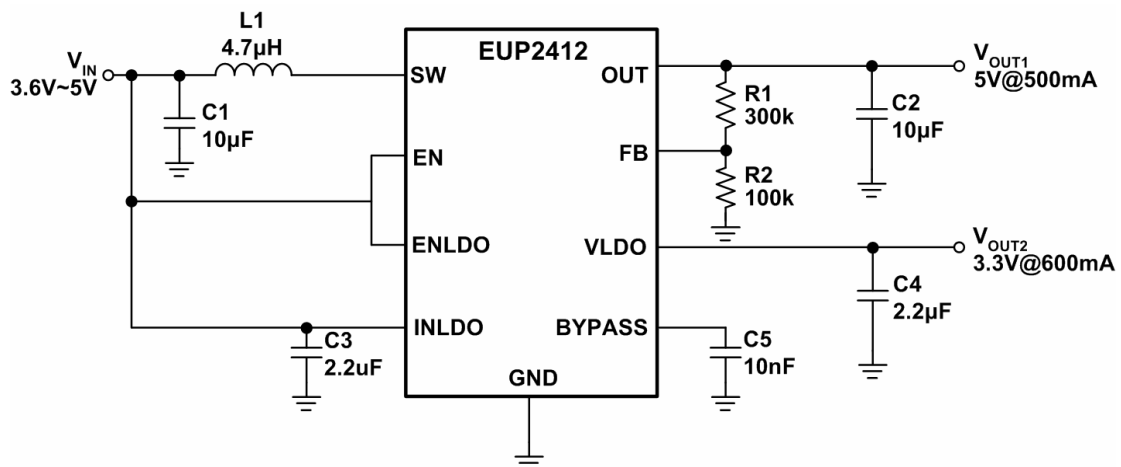 L1
4.7µH
VIN
3.6V~5V
C1
10µF
EUP2412
SW
OUT
EN
FB
ENLDO
VLDO
INLDO
BYPASS
GND
R1
300k
R2
100k
C2
10µF
VOUT1
5V@500mA
VOUT2
3.3V@600mA
C4
2.2µF
C3
2.2uF
C5
10nF